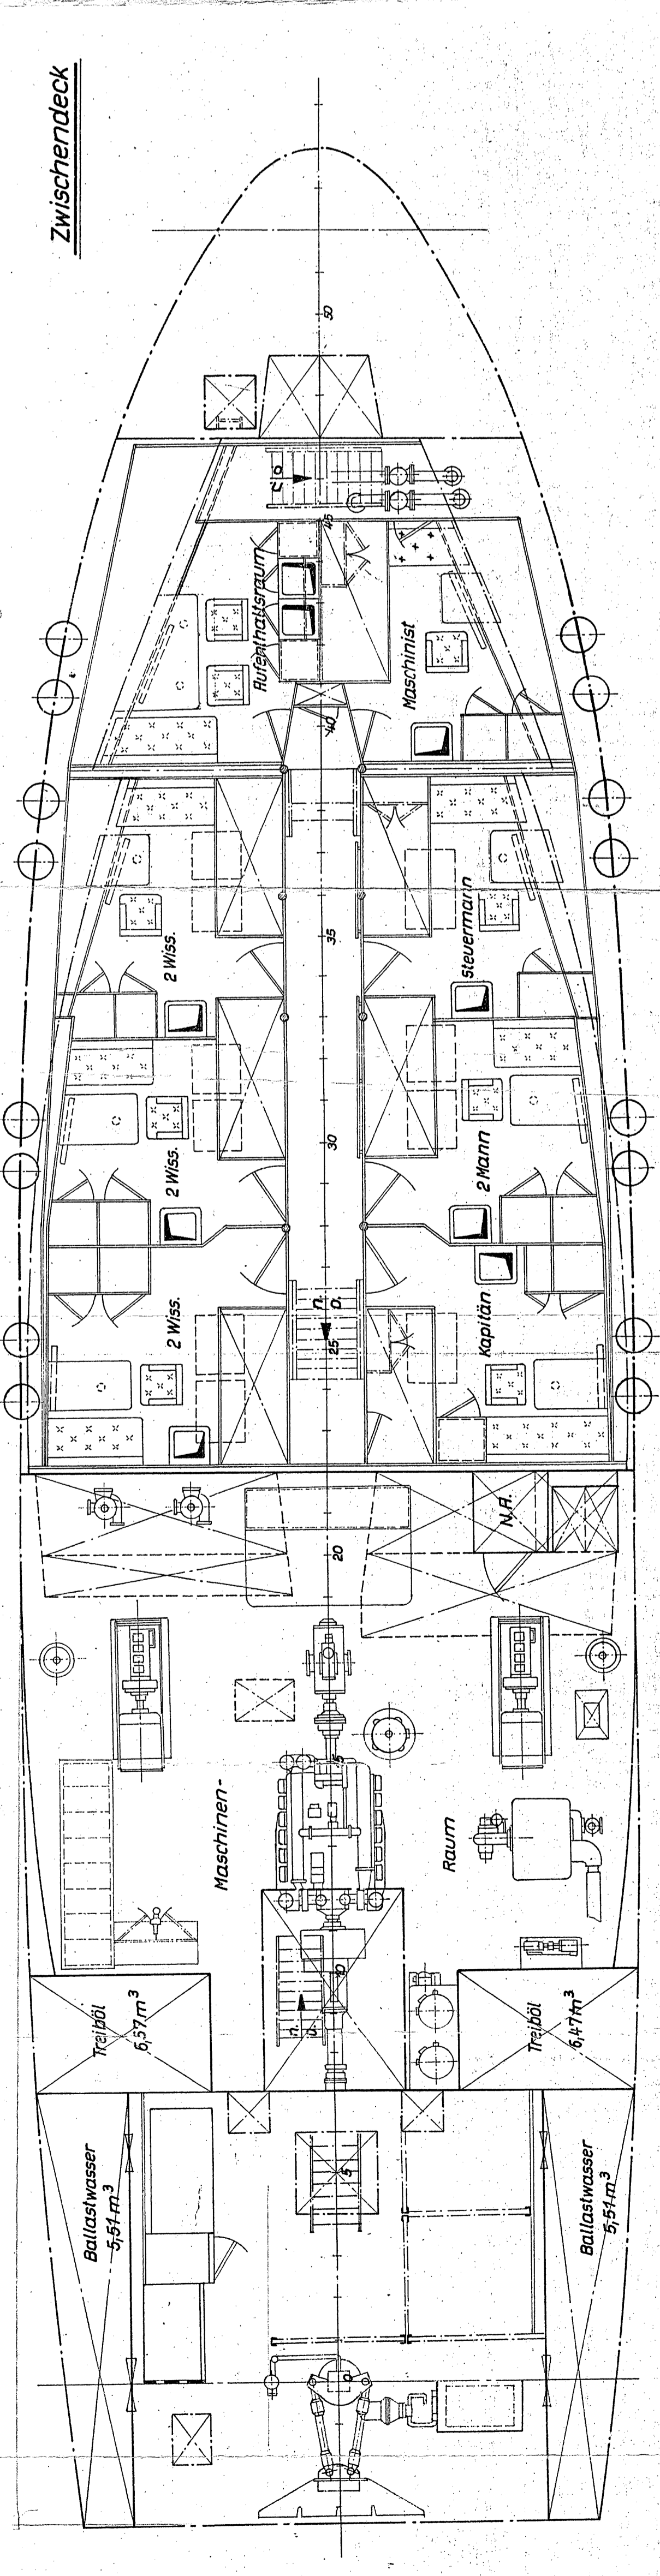 Zwischendeck
50
n.
o.
45
Aufenthaltsraum
Maschinist
40
35
2 Wiss.
Steuermann
30
2 Wiss.
2 Mann
n.
o.
25
2 Wiss.
Kapitän
N.A.
20
15
Maschinen-
Raum
10
n.
u.
Treiböl
6,57 m³
Treiböl
6,47 m³
5
Ballastwasser
5,51 m³
Ballastwasser
5,51 m³
0